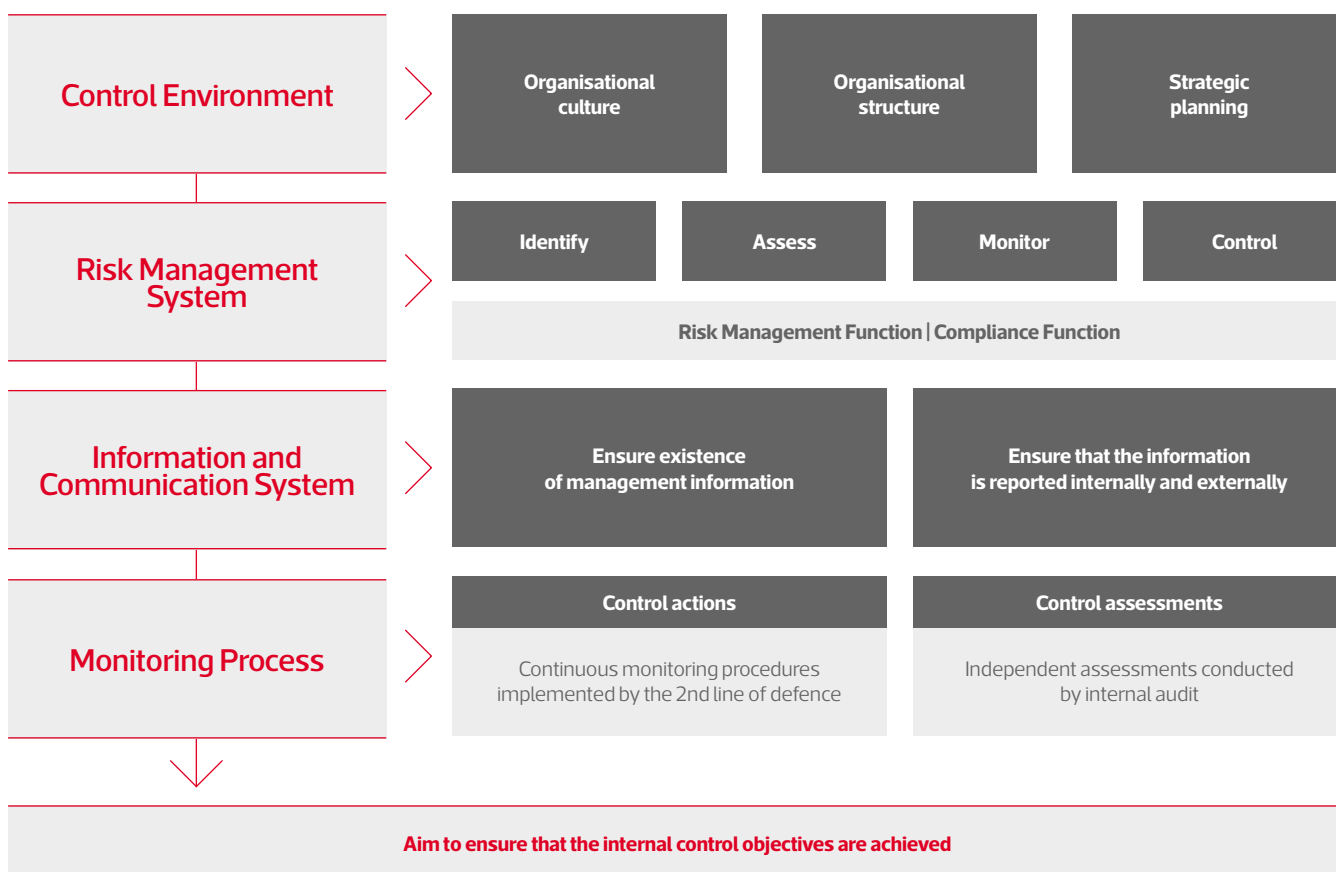 Control Environment
Organisational
culture
Organisational
structure
Strategic
planning
Risk Management
System
Identify
Assess
Monitor
Control
Risk Management Function | Compliance Function
Information and
Communication System
Ensure existence
of management information
Ensure that the information
is reported internally and externally
Monitoring Process
Control actions
Continuous monitoring procedures
implemented by the 2nd line of defence
Control assessments
Independent assessments conducted
by internal audit
Aim to ensure that the internal control objectives are achieved